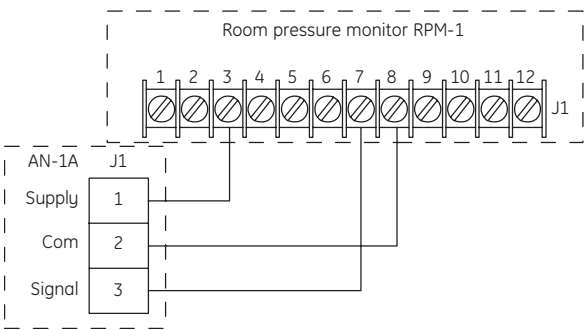 Room pressure monitor RPM-1
1 2 3 4 5 6 7 8 9 10 11 12
J1
AN-1A J1
Supply 1
Com 2
Signal 3